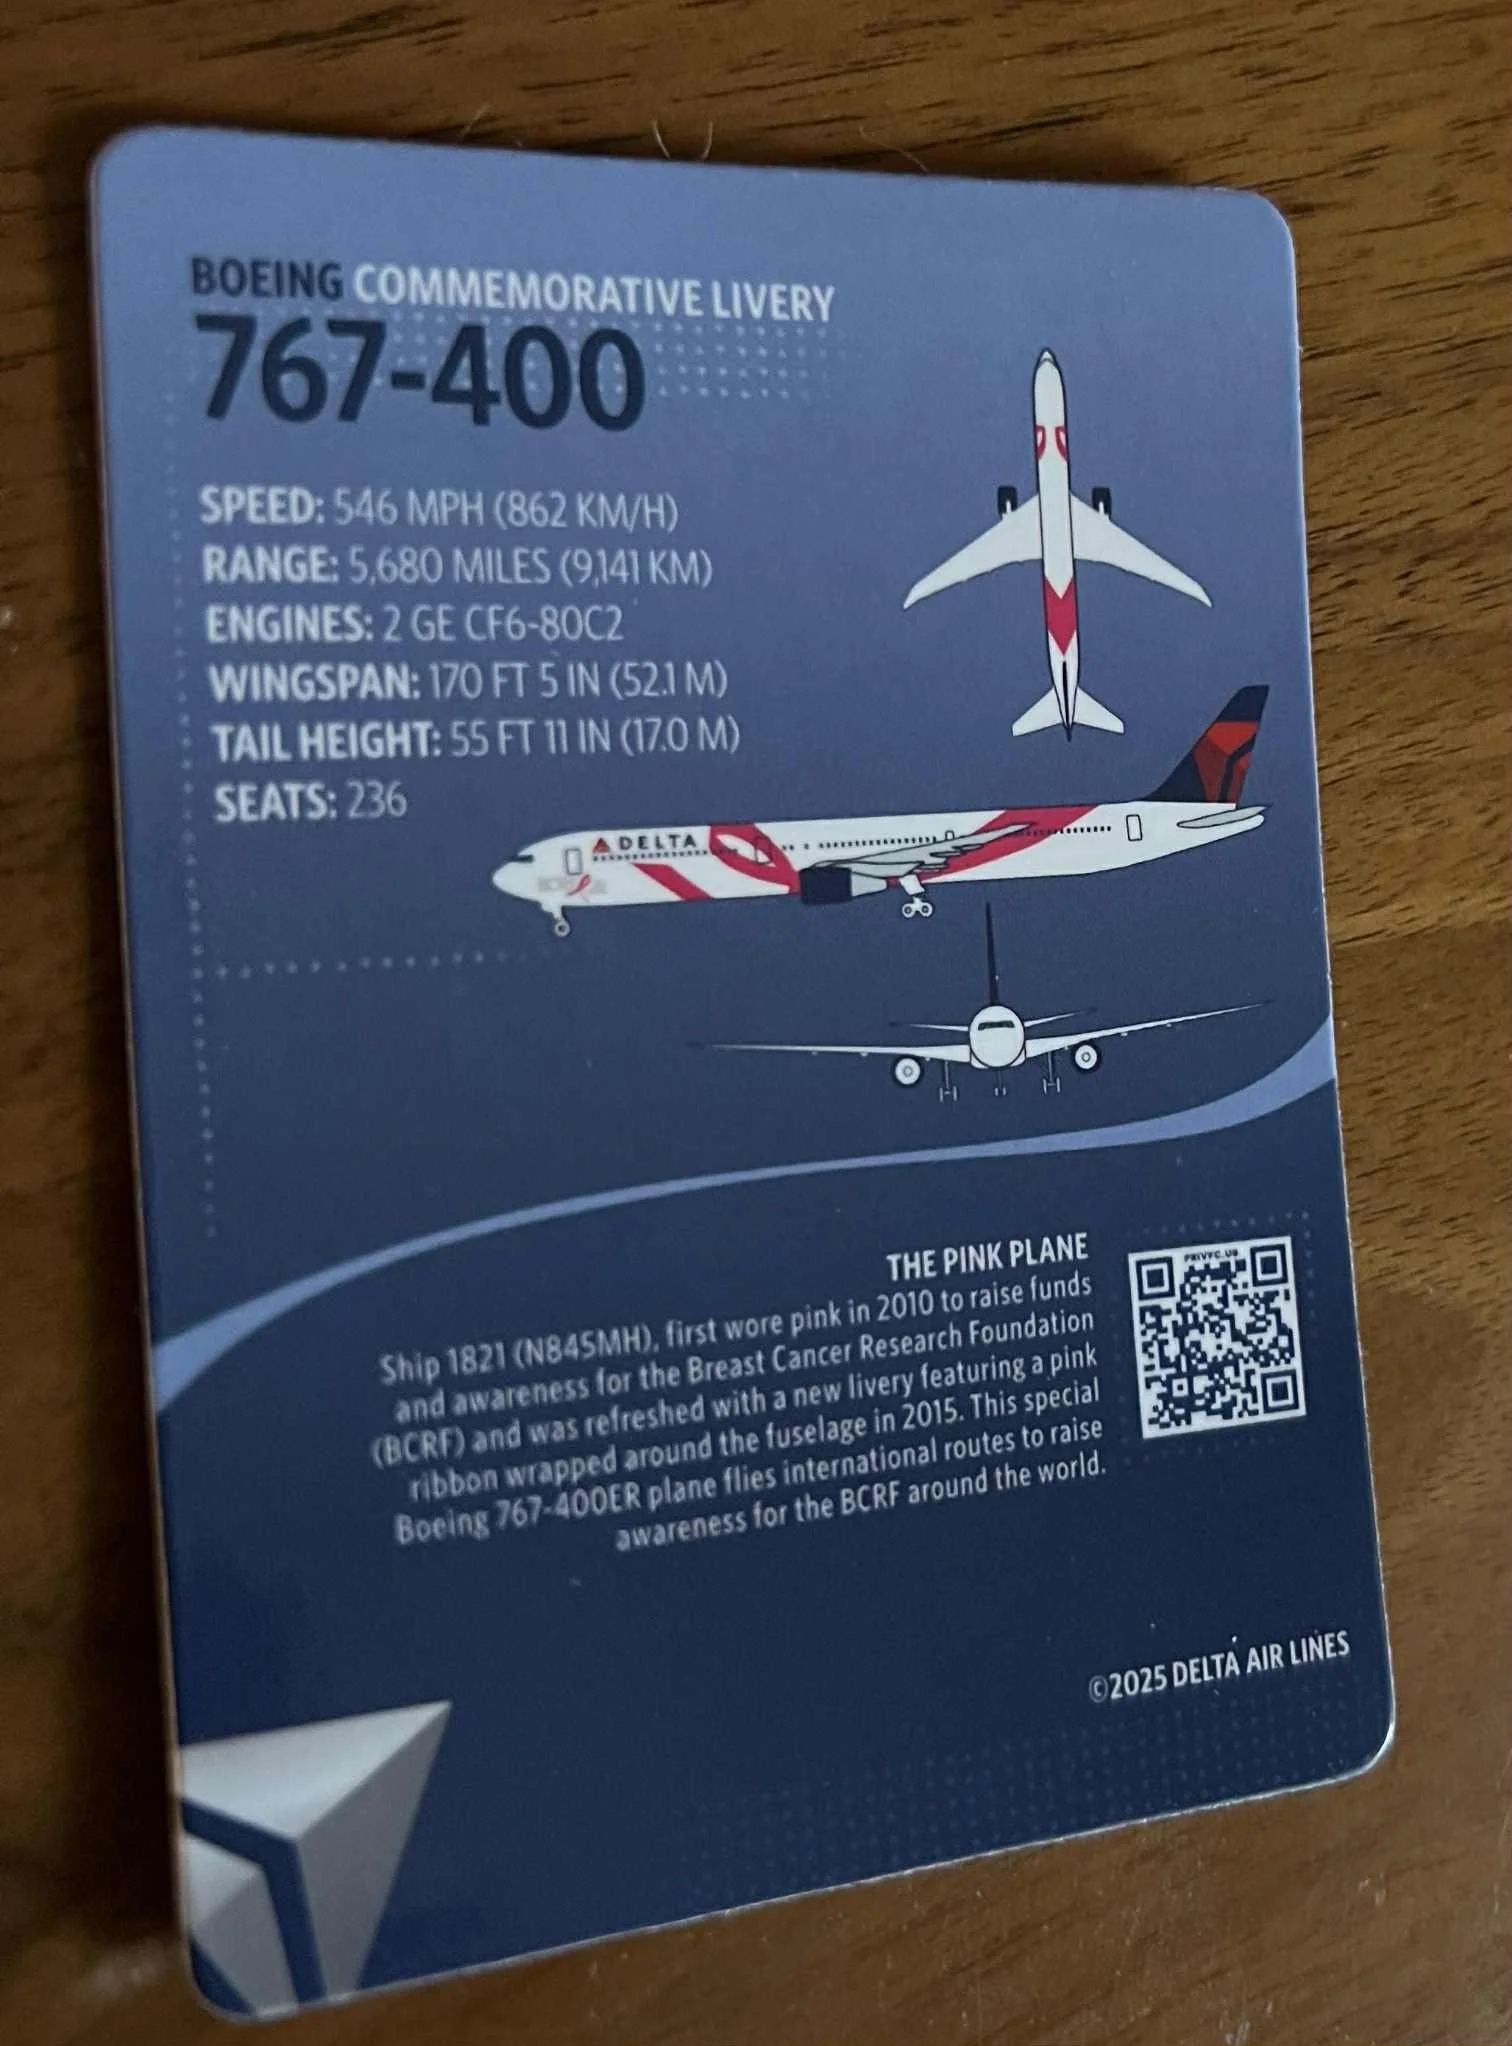 BOEING COMMEMORATIVE LIVERY
767-400
SPEED: 546 MPH (862 KM/H)
RANGE: 5,680 MILES (9,141 KM)
ENGINES: 2 GE CF6-80C2
WINGSPAN: 170 FT 5 IN (52.1 M)
TAIL HEIGHT: 55 FT 11 IN (17.0 M)
SEATS: 236
DELTA
THE PINK PLANE
Ship 1821 (N845MH), first wore pink in 2010 to raise funds
and awareness for the Breast Cancer Research Foundation
(BCRF) and was refreshed with a new livery featuring a pink
ribbon wrapped around the fuselage in 2015. This special
Boeing 767-400ER plane flies international routes to raise
awareness for the BCRF around the world.
©2025 DELTA AIR LINES